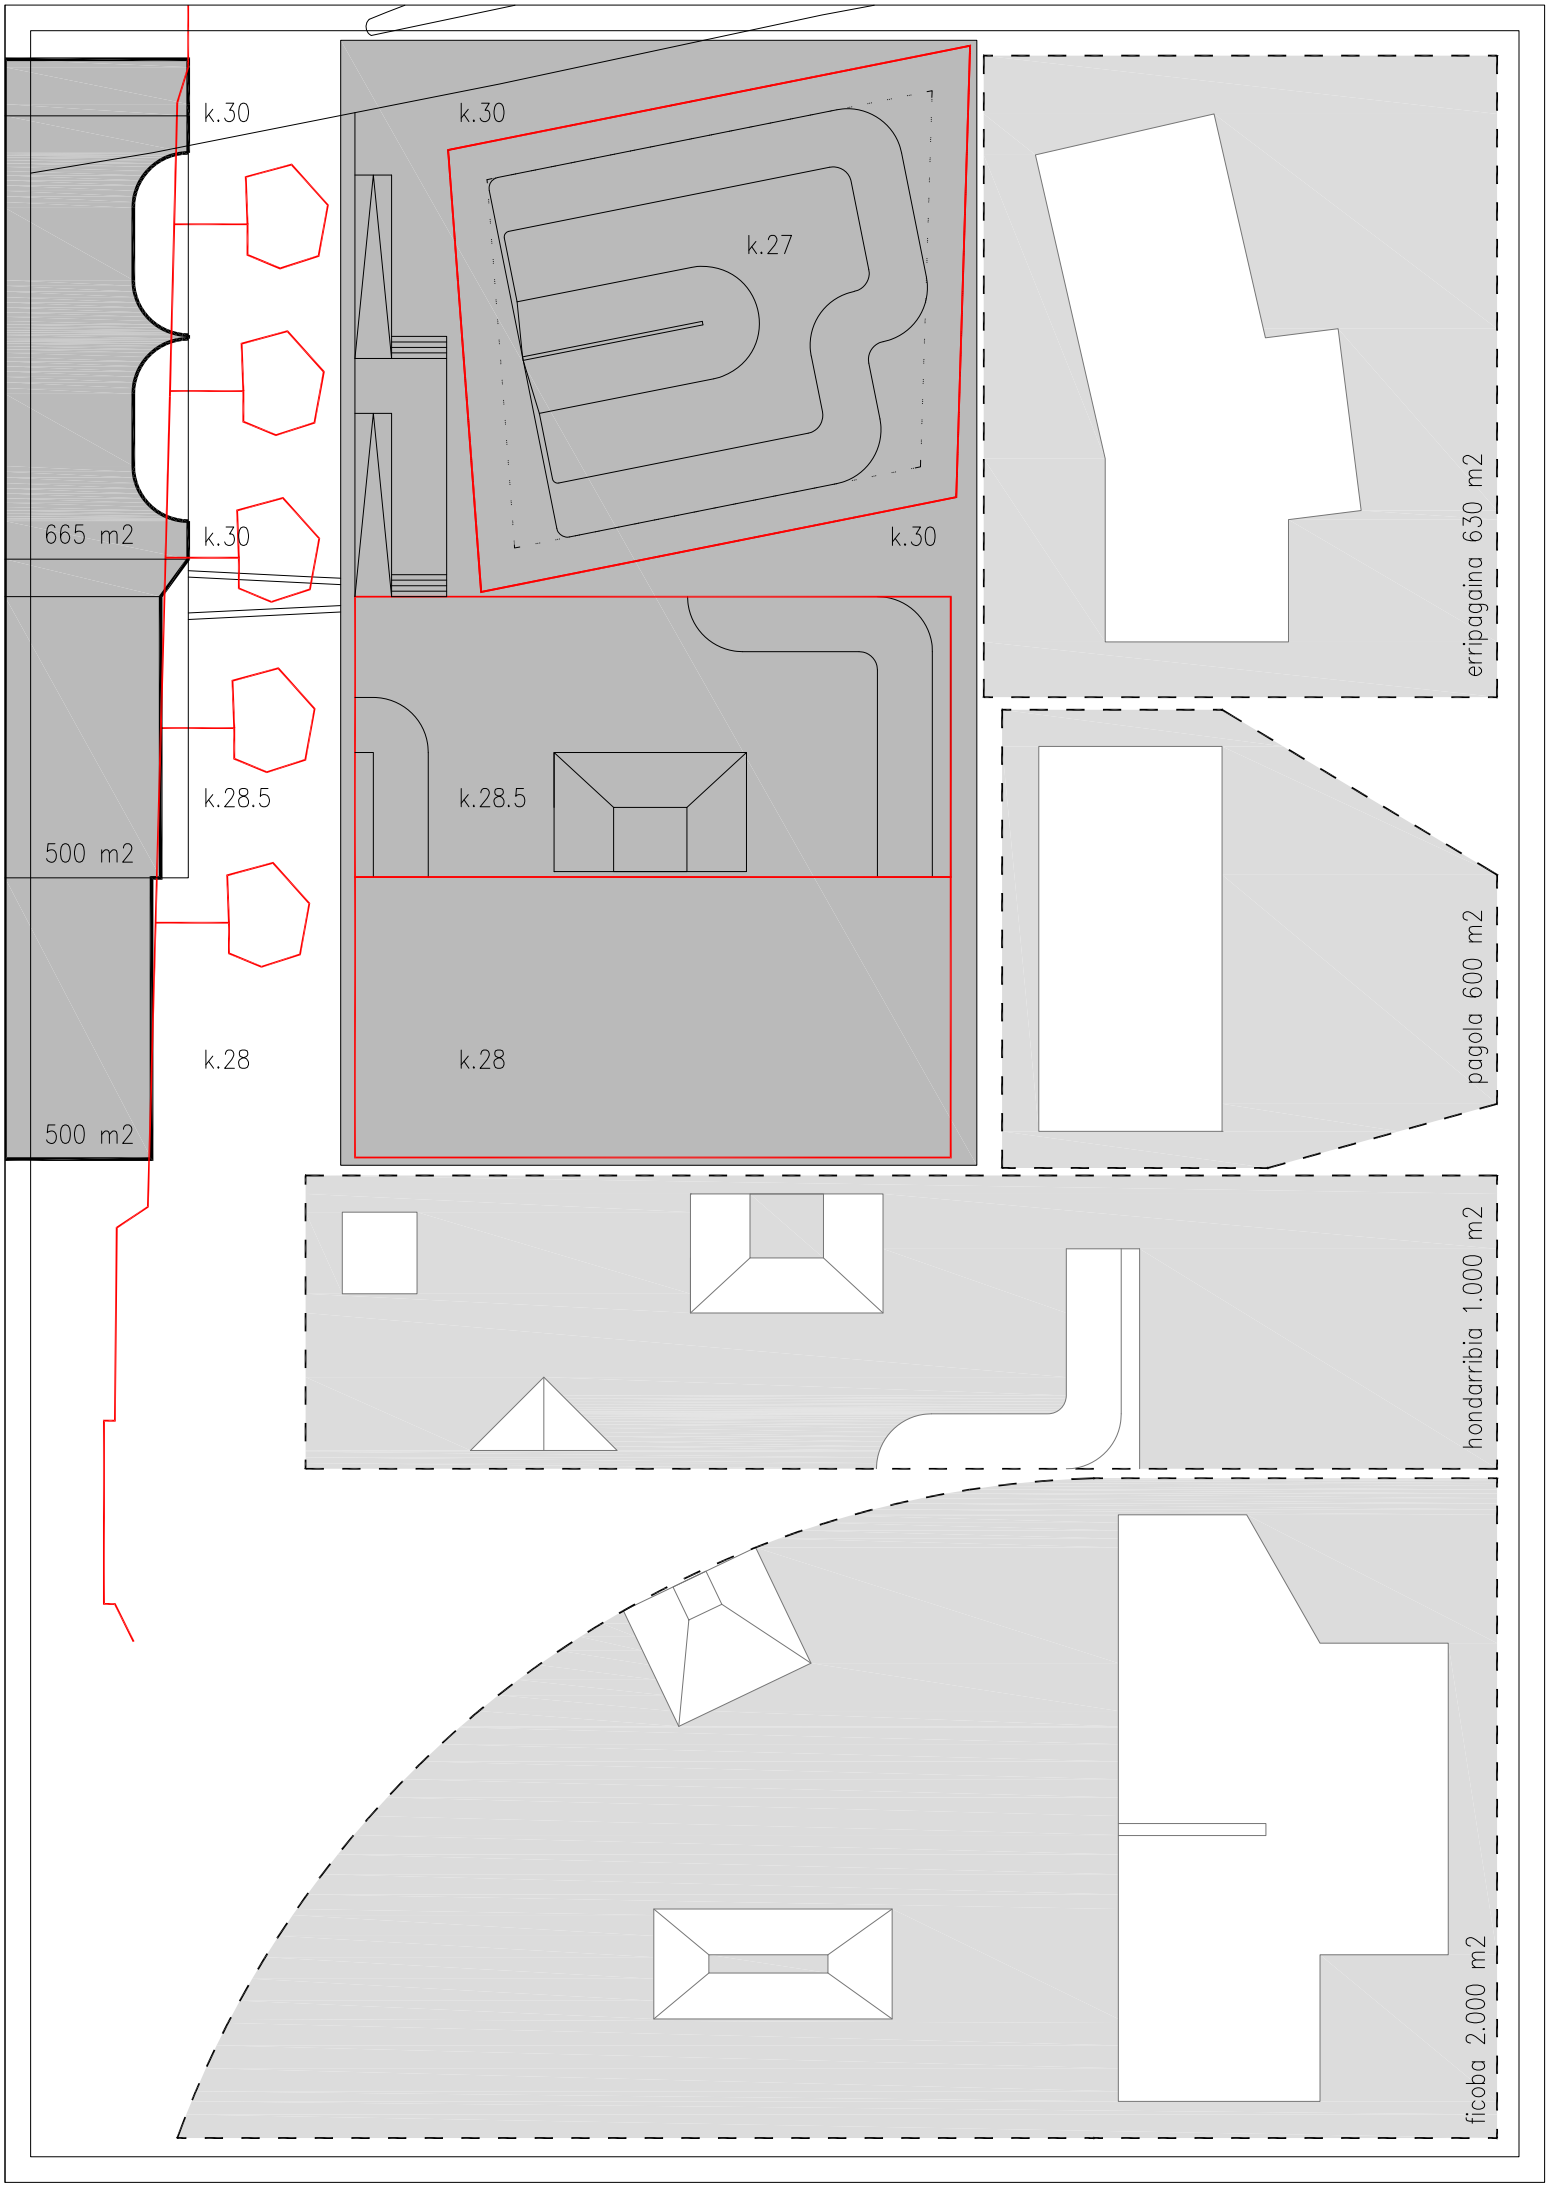 k.30
k.30
k.27
665 m2
k.30
k.30
erripagaina 630 m2
k.28.5
k.28.5
500 m2
pagola 600 m2
k.28
k.28
500 m2
hondarribia 1.000 m2
ficoba 2.000 m2